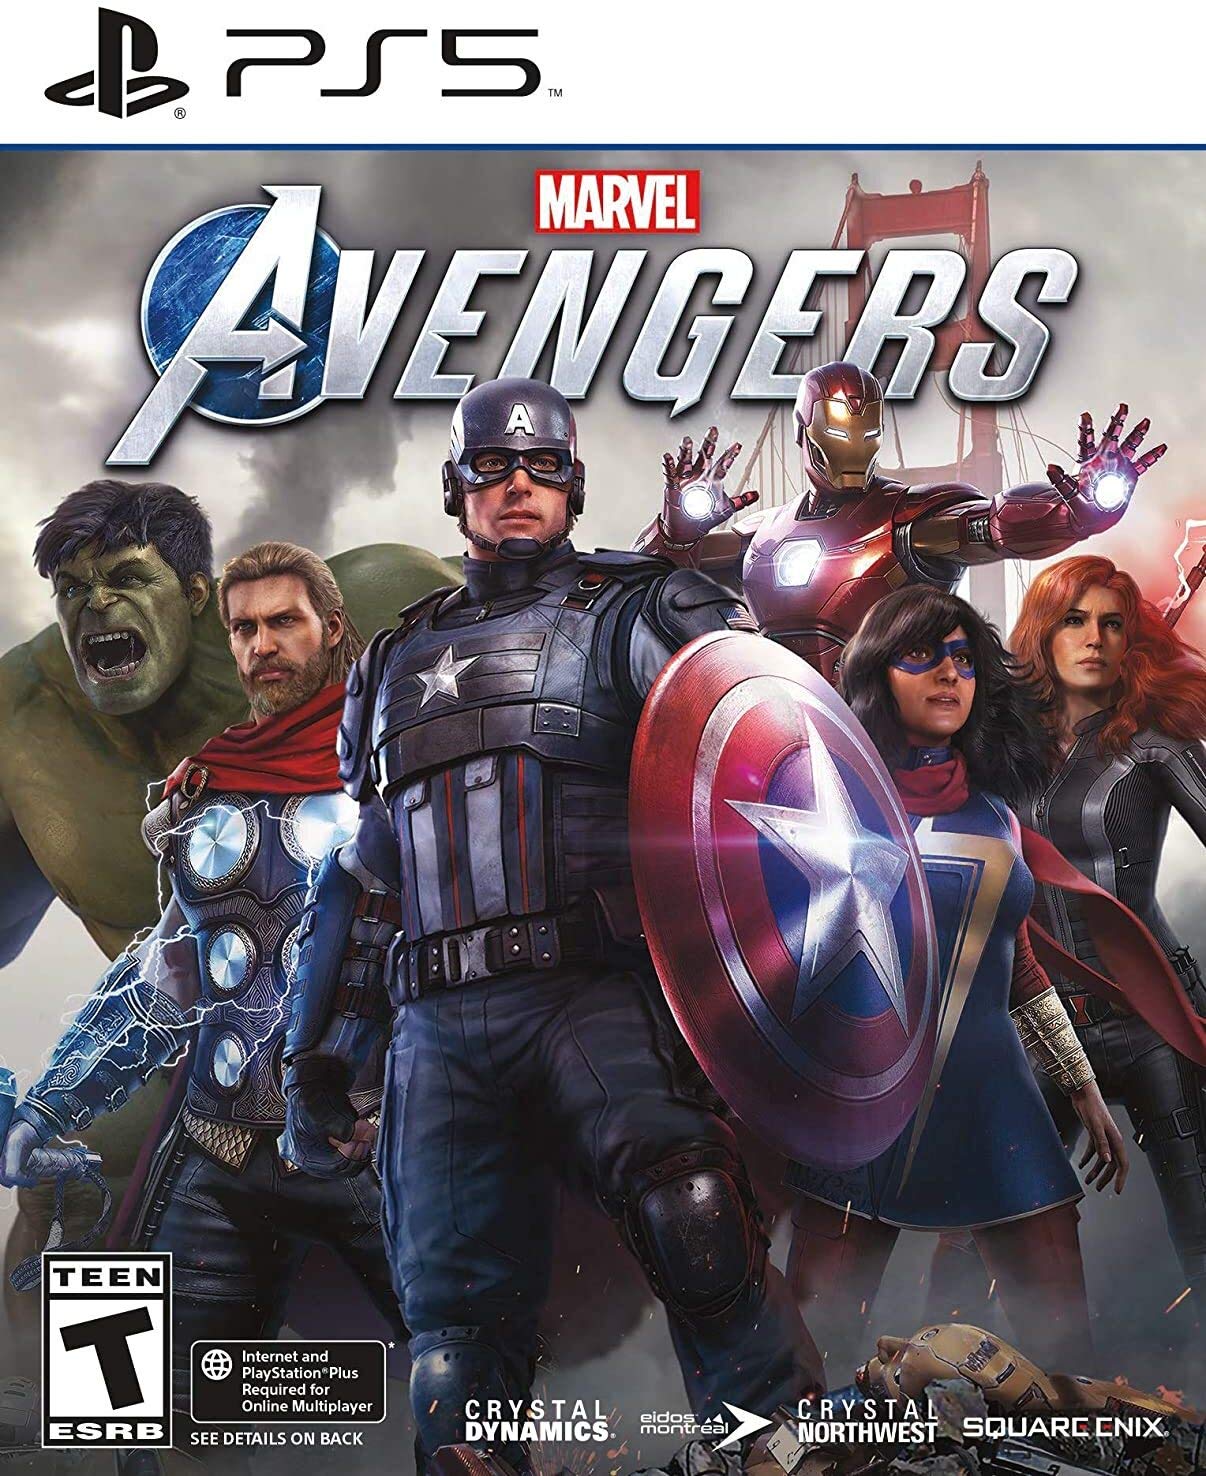 PS5™
MARVEL
AVENGERS
A
TEEN
T
ESRB
Internet and
PlayStation®Plus
Required for
Online Multiplayer
*
SEE DETAILS ON BACK
CRYSTAL
DYNAMICS®
eidos
montréal
CRYSTAL
NORTHWEST
SQUARE ENIX®